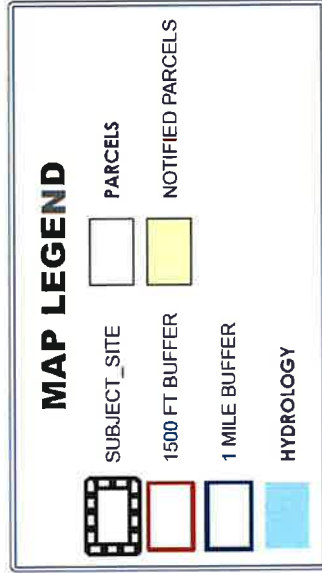 MAP LEGEND
SUBJECT_SITE
PARCELS
1500 FT BUFFER
NOTIFIED PARCELS
1 MILE BUFFER
HYDROLOGY